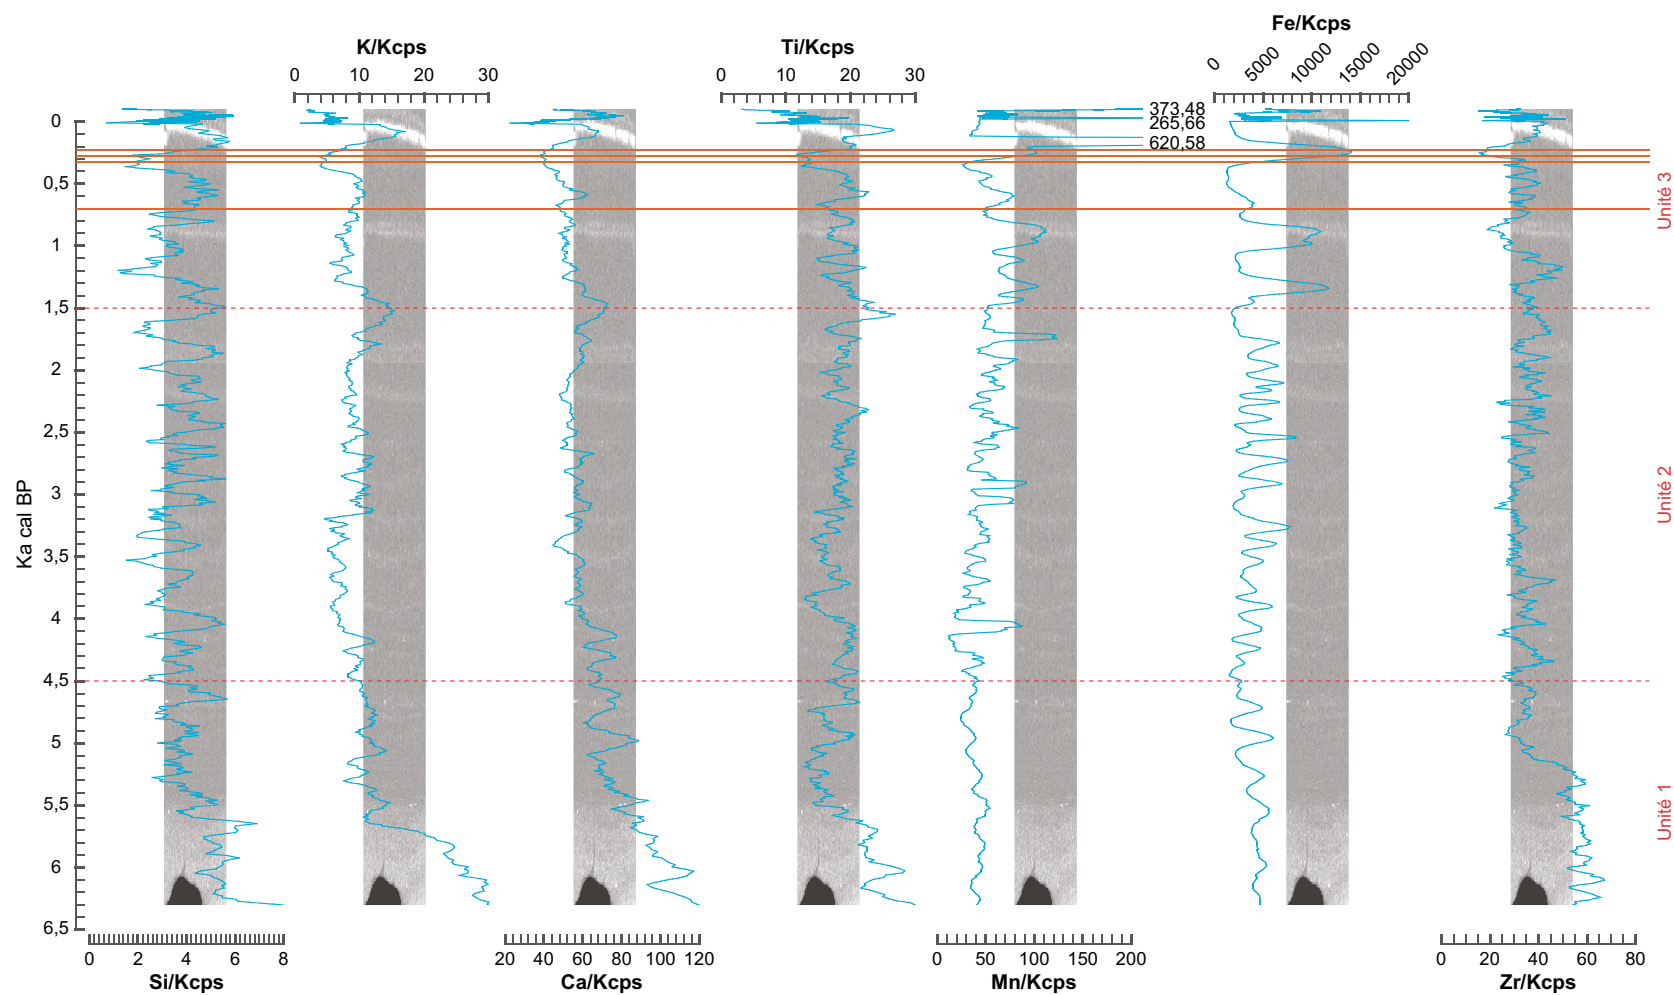 Fe/Kcps
K/Kcps
Ti/Kcps
0 10 20 30
0 10 20 30
0 5000 10000 15000 20000
373,48
265,66
620,58
Ka cal BP
0
0,5
1
1,5
2
2,5
3
3,5
4
4,5
5
5,5
6
6,5
Unité 3
Unité 2
Unité 1
0 2 4 6 8
20 40 60 80 100 120
0 50 100 150 200
0 20 40 60 80
Si/Kcps
Ca/Kcps
Mn/Kcps
Zr/Kcps